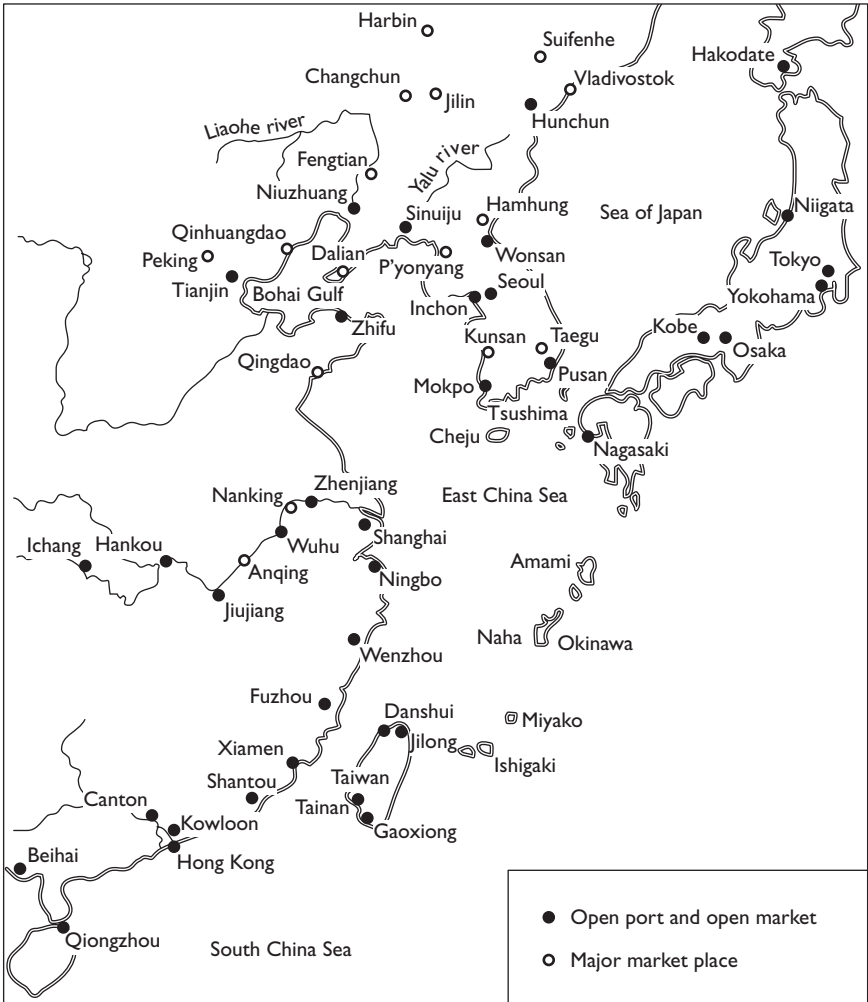 Harbin
Suifenhe
Hakodate
Changchun
Vladivostok
Jilin
Hunchun
Liaohe river
Fengtian
Yalu river
Niuzhuang
Sinuiju
Hamhung
Sea of Japan
Niigata
Qinhuangdao
Peking
Dalian
P'yonyang
Wonsan
Tokyo
Tianjin
Bohai Gulf
Inchon
Seoul
Yokohama
Zhifu
Kunsan
Taegu
Kobe
Osaka
Qingdao
Mokpo
Pusan
Tsushima
Cheju
Nagasaki
Nanking
Zhenjiang
East China Sea
Ichang
Hankou
Wuhu
Shanghai
Anqing
Ningbo
Amami
Jiujiang
Naha
Okinawa
Wenzhou
Fuzhou
Danshui
Miyako
Jilong
Xiamen
Ishigaki
Shantou
Taiwan
Canton
Tainan
Kowloon
Gaoxiong
Beihai
Hong Kong
Qiongzhou
South China Sea
Open port and open market
Major market place